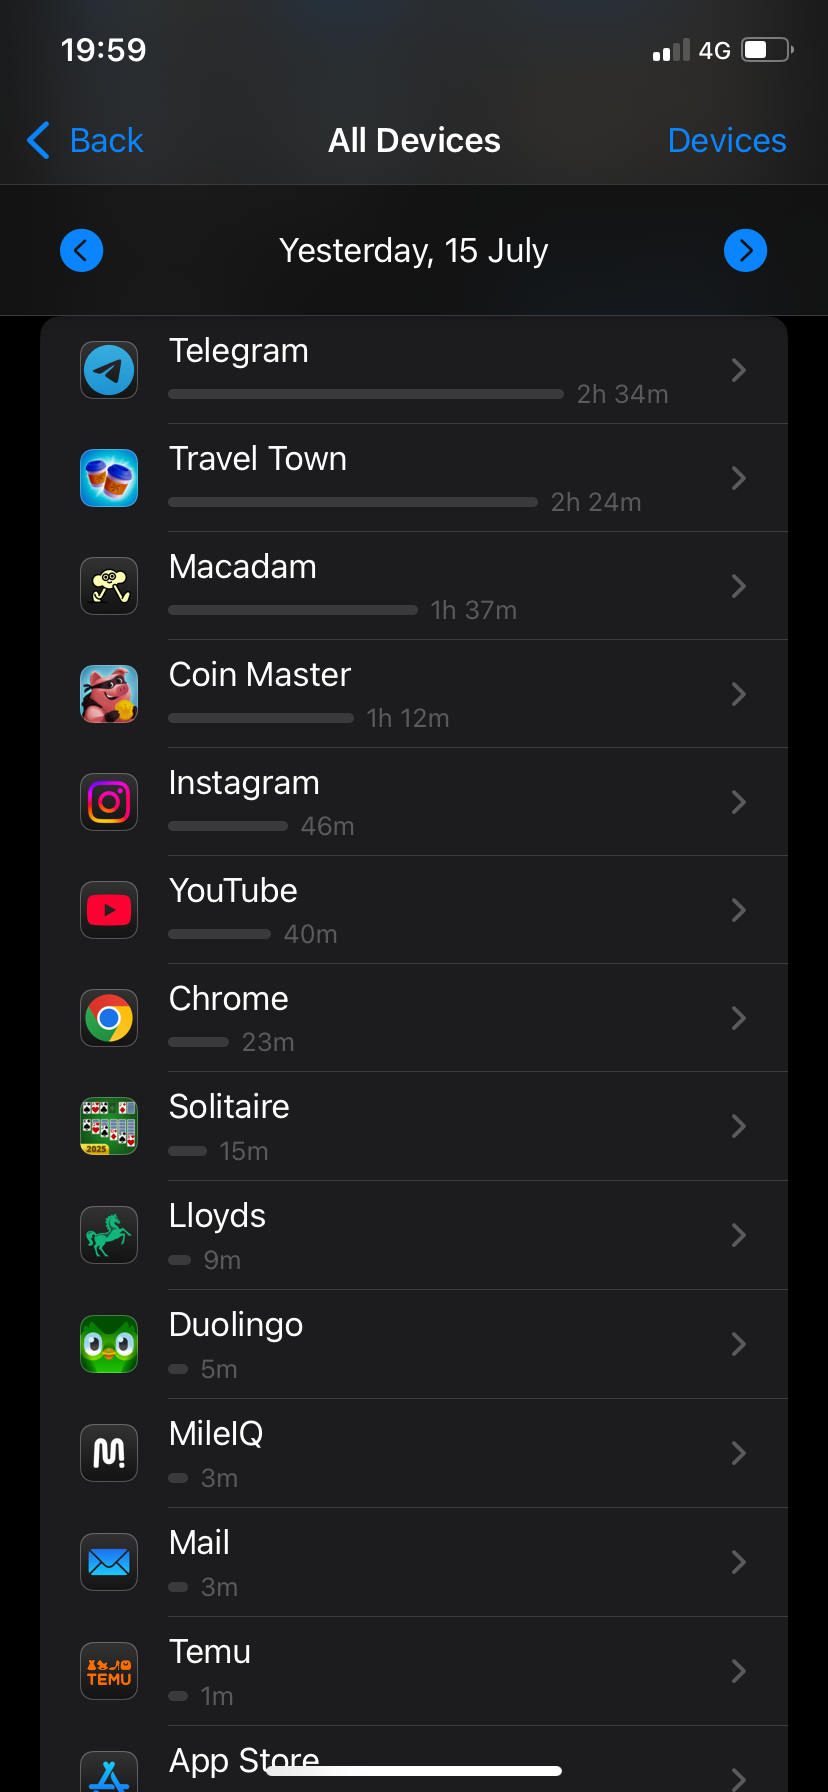 19:59 4G
Back All Devices Devices
Yesterday, 15 July
Telegram
2h 34m
Travel Town
2h 24m
Macadam
1h 37m
Coin Master
1h 12m
Instagram
46m
YouTube
40m
Chrome
23m
Solitaire
2025
15m
Lloyds
9m
Duolingo
5m
MileIQ
M!
3m
Mail
3m
Temu
TEMU
1m
App Store